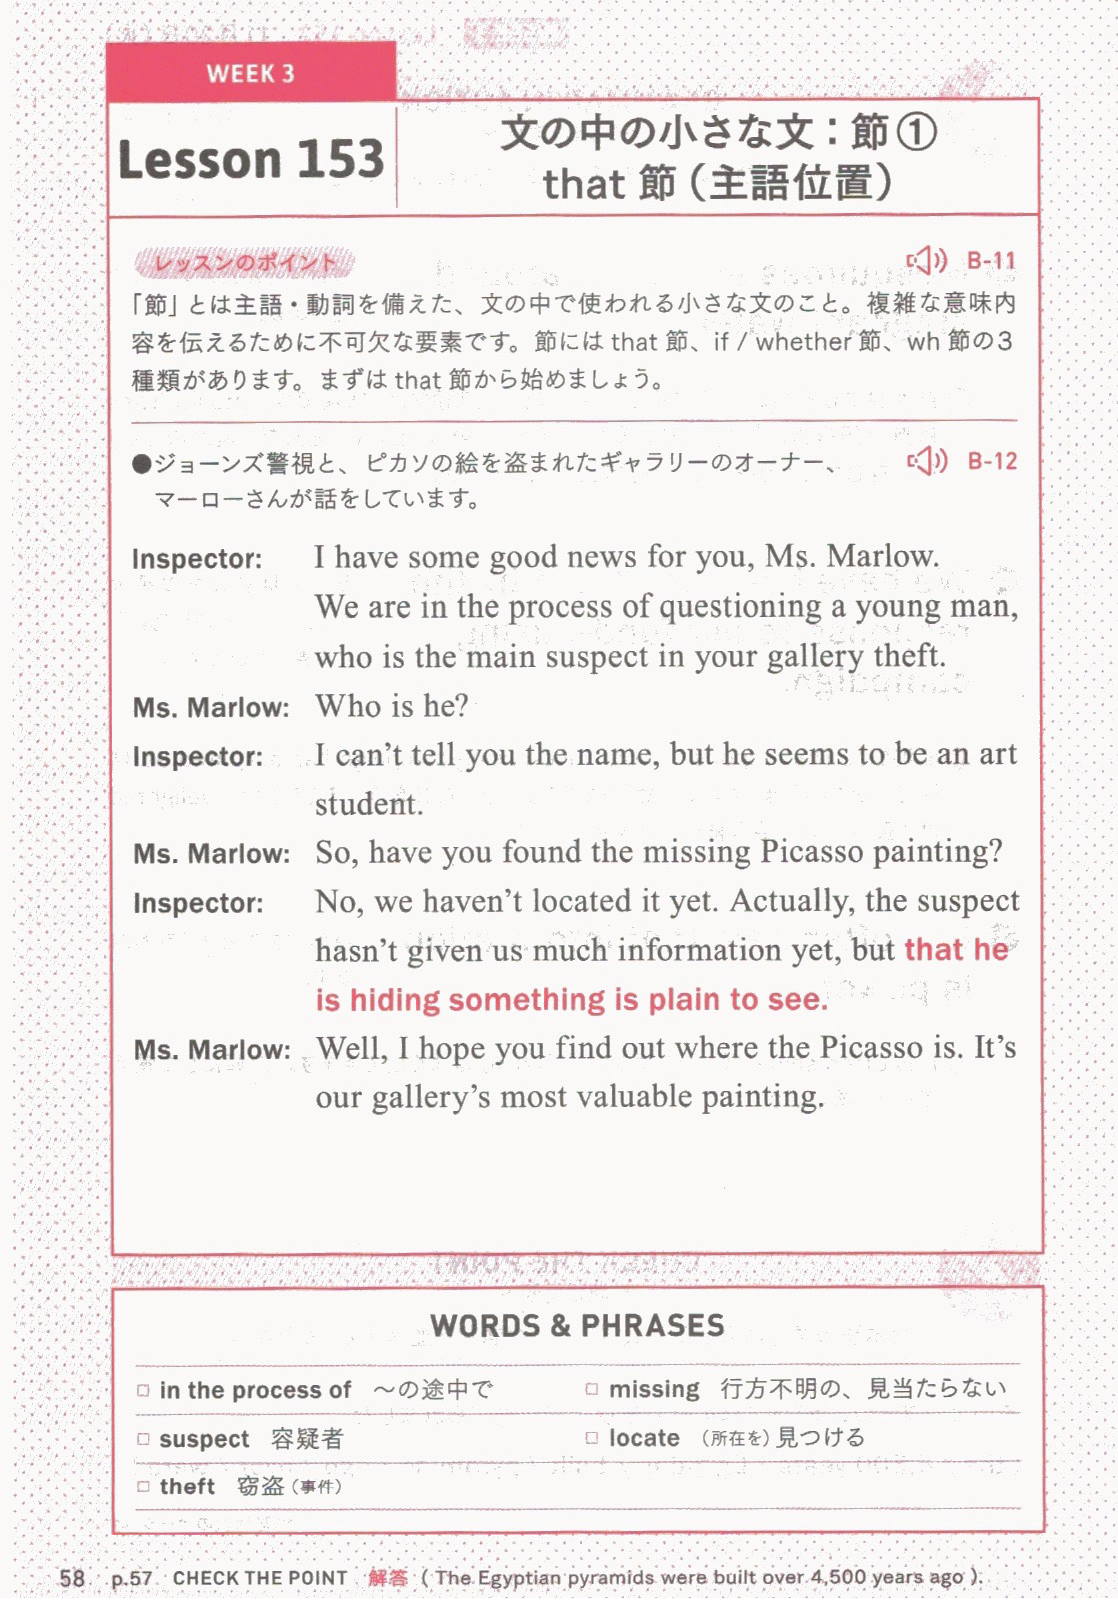 WEEK 3
Lesson 153
文の中の小さな文：節①
that 節（主語位置）
レッスンのポイント
B-11
「節」とは主語・動詞を備えた、文の中で使われる小さな文のこと。複雑な意味内
容を伝えるために不可欠な要素です。節には that 節、if / whether 節、wh 節の3
種類があります。まずは that 節から始めましょう。
●ジョーンズ警視と、ピカソの絵を盗まれたギャラリーのオーナー、
B-12
マーローさんが話をしています。
Inspector: I have some good news for you, Ms. Marlow.
We are in the process of questioning a young man,
who is the main suspect in your gallery theft.
Ms. Marlow: Who is he?
Inspector: I can't tell you the name, but he seems to be an art
student.
Ms. Marlow: So, have you found the missing Picasso painting?
Inspector: No, we haven't located it yet. Actually, the suspect
hasn't given us much information yet, but that he
is hiding something is plain to see.
Ms. Marlow: Well, I hope you find out where the Picasso is. It's
our gallery's most valuable painting.
WORDS & PHRASES
□ in the process of ～の途中で
□ missing 行方不明の、見当たらない
□ suspect 容疑者
□ locate （所在を）見つける
□ theft 窃盗（事件）
58 p.57 CHECK THE POINT 解答 ( The Egyptian pyramids were built over 4,500 years ago ).